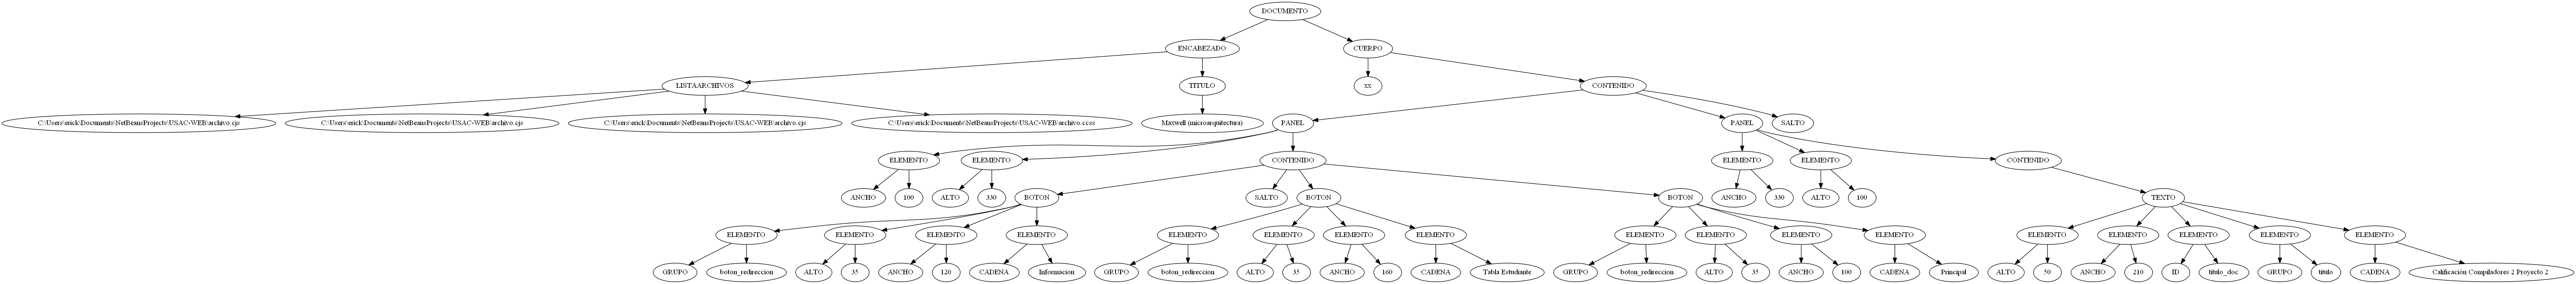 DOCUMENTO
ENCABEZADO CUERPO
LISTAARCHIVOS TITULO xx CONTENIDO
C:\Users\erick\Documents\NetBeansProjects\USAC-WEB\archivo.cjs C:\Users\erick\Documents\NetBeansProjects\USAC-WEB\archivo.cjs C:\Users\erick\Documents\NetBeansProjects\USAC-WEB\archivo.cjs C:\Users\erick\Documents\NetBeansProjects\USAC-WEB\archivo.ccss Maxwell (microarquitectura) PANEL PANEL SALTO
ELEMENTO ELEMENTO CONTENIDO ELEMENTO ELEMENTO CONTENIDO
ANCHO 100 ALTO 330 BOTON SALTO BOTON BOTON ANCHO 330 ALTO 100 TEXTO
ELEMENTO ELEMENTO ELEMENTO ELEMENTO ELEMENTO ELEMENTO ELEMENTO ELEMENTO ELEMENTO ELEMENTO ELEMENTO ELEMENTO ELEMENTO ELEMENTO ELEMENTO ELEMENTO ELEMENTO
GRUPO boton_redireccion ALTO 35 ANCHO 120 CADENA Informacion GRUPO boton_redireccion ALTO 35 ANCHO 160 CADENA Tabla Estudiante GRUPO boton_redireccion ALTO 35 ANCHO 100 CADENA Principal ALTO 50 ANCHO 210 ID titulo_doc GRUPO titulo CADENA Calificación Compiladores 2 Proyecto 2